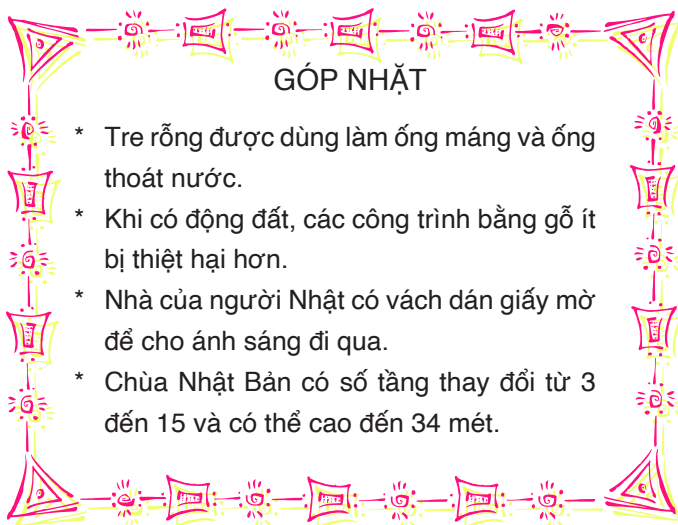 GÓP NHẶT
* Tre rỗng được dùng làm ống máng và ống
thoát nước.
* Khi có động đất, các công trình bằng gỗ ít
bị thiệt hại hơn.
* Nhà của người Nhật có vách dán giấy mờ
để cho ánh sáng đi qua.
* Chùa Nhật Bản có số tầng thay đổi từ 3
đến 15 và có thể cao đến 34 mét.